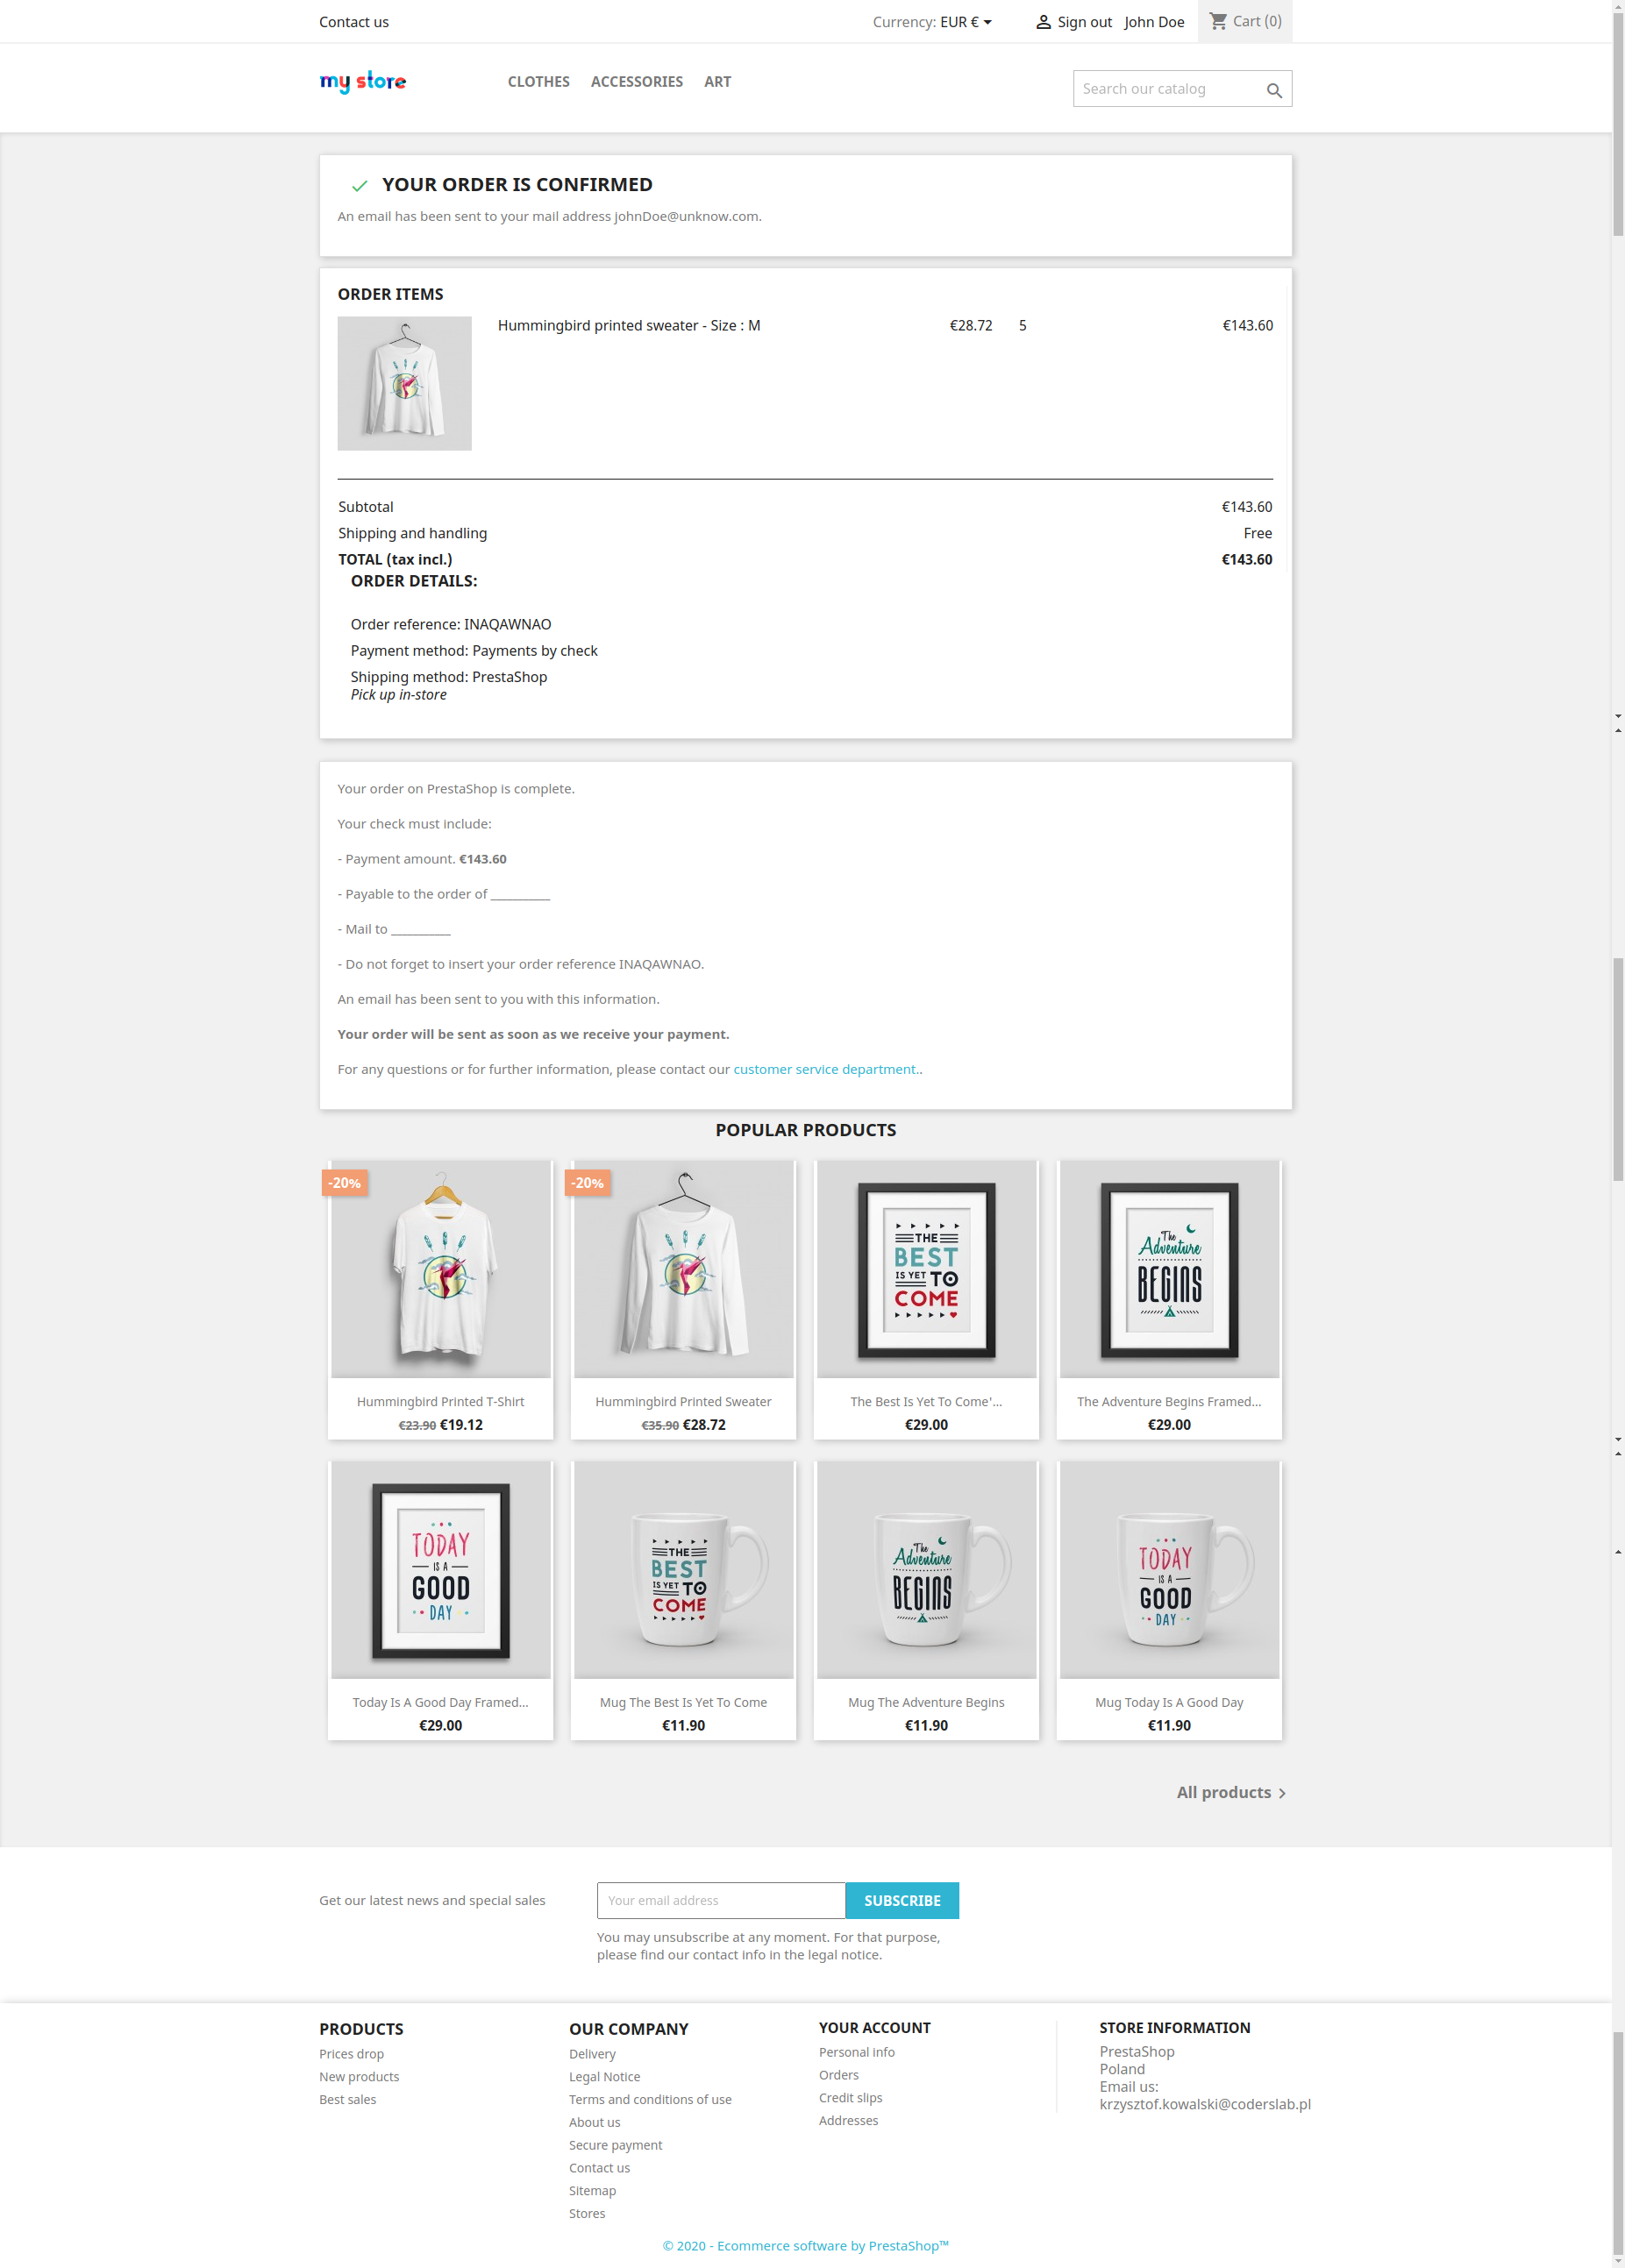 Contact us
Currency: EUR €
Sign out
John Doe
Cart (0)
my store
CLOTHES
ACCESSORIES
ART
Search our catalog
YOUR ORDER IS CONFIRMED
An email has been sent to your mail address johnDoe@unknow.com.
ORDER ITEMS
Hummingbird printed sweater - Size : M €28.72 5 €143.60
Subtotal €143.60
Shipping and handling Free
TOTAL (tax incl.) €143.60
ORDER DETAILS:
Order reference: INAQAWNAO
Payment method: Payments by check
Shipping method: PrestaShop
Pick up in-store
Your order on PrestaShop is complete.
Your check must include:
- Payment amount. €143.60
- Payable to the order of __________
- Mail to __________
- Do not forget to insert your order reference INAQAWNAO.
An email has been sent to you with this information.
Your order will be sent as soon as we receive your payment.
For any questions or for further information, please contact our customer service department..
POPULAR PRODUCTS
-20%
Hummingbird Printed T-Shirt
€23.90 €19.12
-20%
Hummingbird Printed Sweater
€35.90 €28.72
THE
BEST
IS YET TO
COME
The Best Is Yet To Come'...
€29.00
The
Adventure
BEGINS
The Adventure Begins Framed...
€29.00
TODAY
IS A
GOOD
DAY
Today Is A Good Day Framed...
€29.00
THE
BEST
IS YET TO
COME
Mug The Best Is Yet To Come
€11.90
The
Adventure
BEGINS
Mug The Adventure Begins
€11.90
TODAY
IS A
GOOD
DAY
Mug Today Is A Good Day
€11.90
All products
Get our latest news and special sales
Your email address
SUBSCRIBE
You may unsubscribe at any moment. For that purpose,
please find our contact info in the legal notice.
PRODUCTS
Prices drop
New products
Best sales
OUR COMPANY
Delivery
Legal Notice
Terms and conditions of use
About us
Secure payment
Contact us
Sitemap
Stores
YOUR ACCOUNT
Personal info
Orders
Credit slips
Addresses
STORE INFORMATION
PrestaShop
Poland
Email us:
krzysztof.kowalski@coderslab.pl
© 2020 - Ecommerce software by PrestaShop™